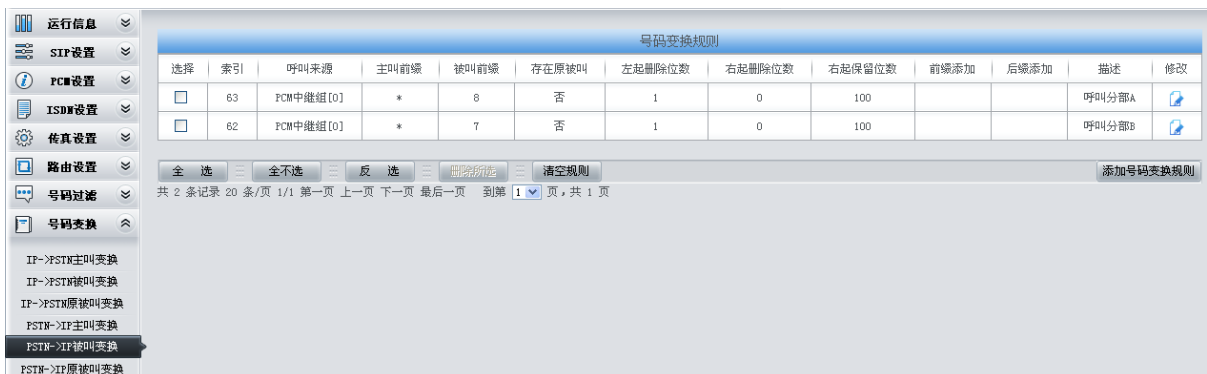 运行信息
SIP设置
PCM设置
ISDN设置
传真设置
路由设置
号码过滤
号码变换
IP->PSTN主叫变换
IP->PSTN被叫变换
IP->PSTN原被叫变换
PSTN->IP主叫变换
PSTN->IP被叫变换
PSTN->IP原被叫变换
号码变换规则
选择 索引 呼叫来源 主叫前缀 被叫前缀 存在原被叫 左起删除位数 右起删除位数 右起保留位数 前缀添加 后缀添加 描述 修改
63 PCM中继组[0] * 8 否 1 0 100 呼叫分部A
62 PCM中继组[0] * 7 否 1 0 100 呼叫分部B
全 选 全不选 反 选 删除所选 清空规则 添加号码变换规则
共 2 条记录 20 条/页 1/1 第一页 上一页 下一页 最后一页 到第 1 页，共 1 页